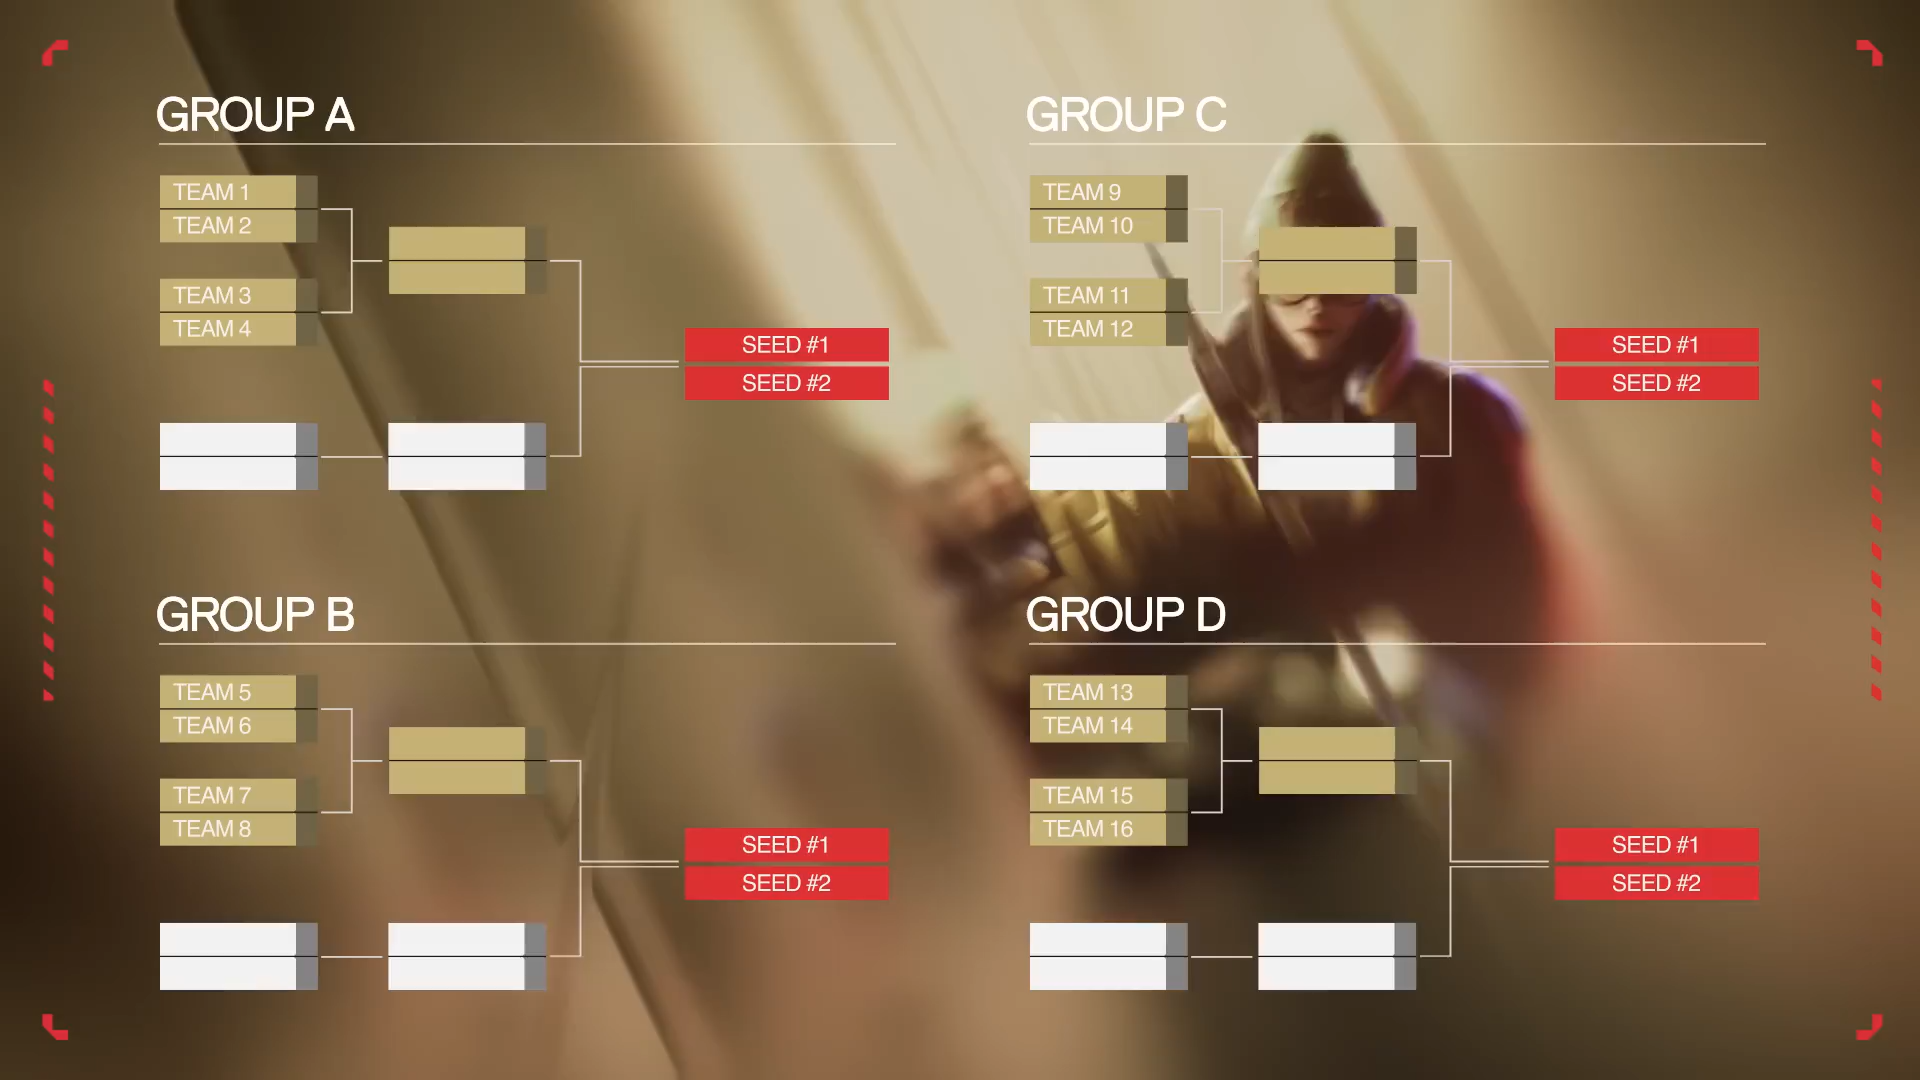 GROUP A
TEAM 1
TEAM 2
TEAM 3
TEAM 4
SEED #1
SEED #2
GROUP B
TEAM 5
TEAM 6
TEAM 7
TEAM 8
SEED #1
SEED #2
GROUP C
TEAM 9
TEAM 10
TEAM 11
TEAM 12
SEED #1
SEED #2
GROUP D
TEAM 13
TEAM 14
TEAM 15
TEAM 16
SEED #1
SEED #2